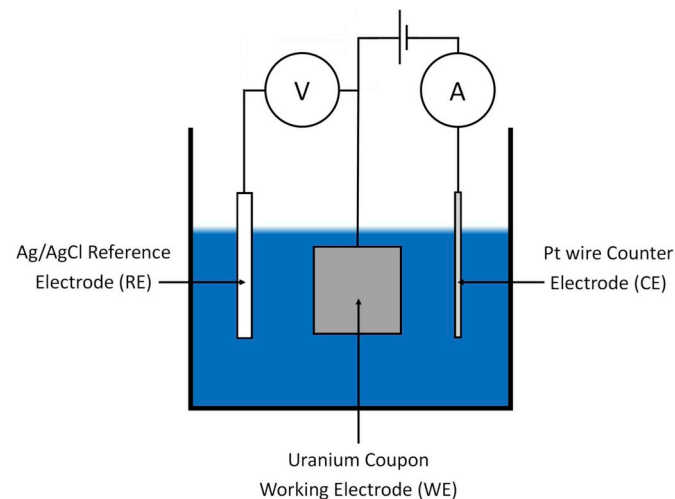 V
A
Ag/AgCl Reference
Electrode (RE)
Pt wire Counter
Electrode (CE)
Uranium Coupon
Working Electrode (WE)